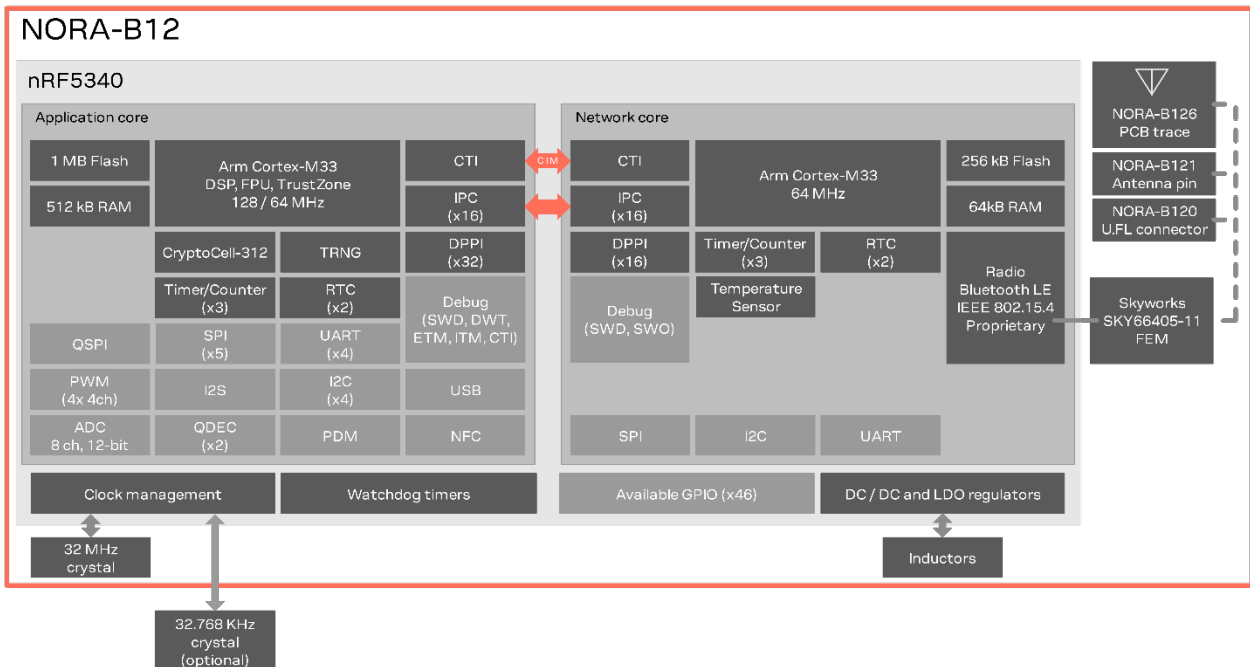 NORA-B12
nRF5340
Application core
1 MB Flash
512 kB RAM
Arm Cortex-M33
DSP, FPU, TrustZone
128 / 64 MHz
CTI
IPC
(x16)
CryptoCell-312
TRNG
DPPI
(x32)
Timer/Counter
(x3)
RTC
(x2)
Debug
(SWD, DWT,
ETM, ITM, CTI)
QSPI
SPI
(x5)
UART
(x4)
PWM
(4x 4ch)
I2S
I2C
(x4)
USB
ADC
8 ch, 12-bit
QDEC
(x2)
PDM
NFC
CTM
Network core
CTI
IPC
(x16)
Arm Cortex-M33
64 MHz
256 kB Flash
64kB RAM
DPPI
(x16)
Timer/Counter
(x3)
RTC
(x2)
Radio
Bluetooth LE
IEEE 802.15.4
Proprietary
Debug
(SWD, SWO)
Temperature
Sensor
SPI
I2C
UART
Clock management
Watchdog timers
Available GPIO (x46)
DC / DC and LDO regulators
32 MHz
crystal
Inductors
32.768 KHz
crystal
(optional)
NORA-B126
PCB trace
NORA-B121
Antenna pin
NORA-B120
U.FL connector
Skyworks
SKY66405-11
FEM